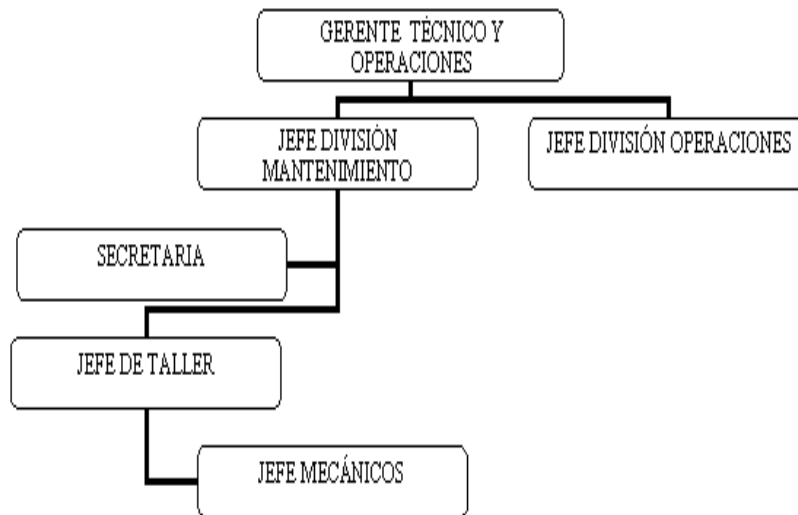 GERENTE TÉCNICO Y
OPERACIONES
JEFE DIVISIÓN
MANTENIMIENTO
JEFE DIVISIÓN OPERACIONES
SECRETARIA
JEFE DE TALLER
JEFE MECÁNICOS